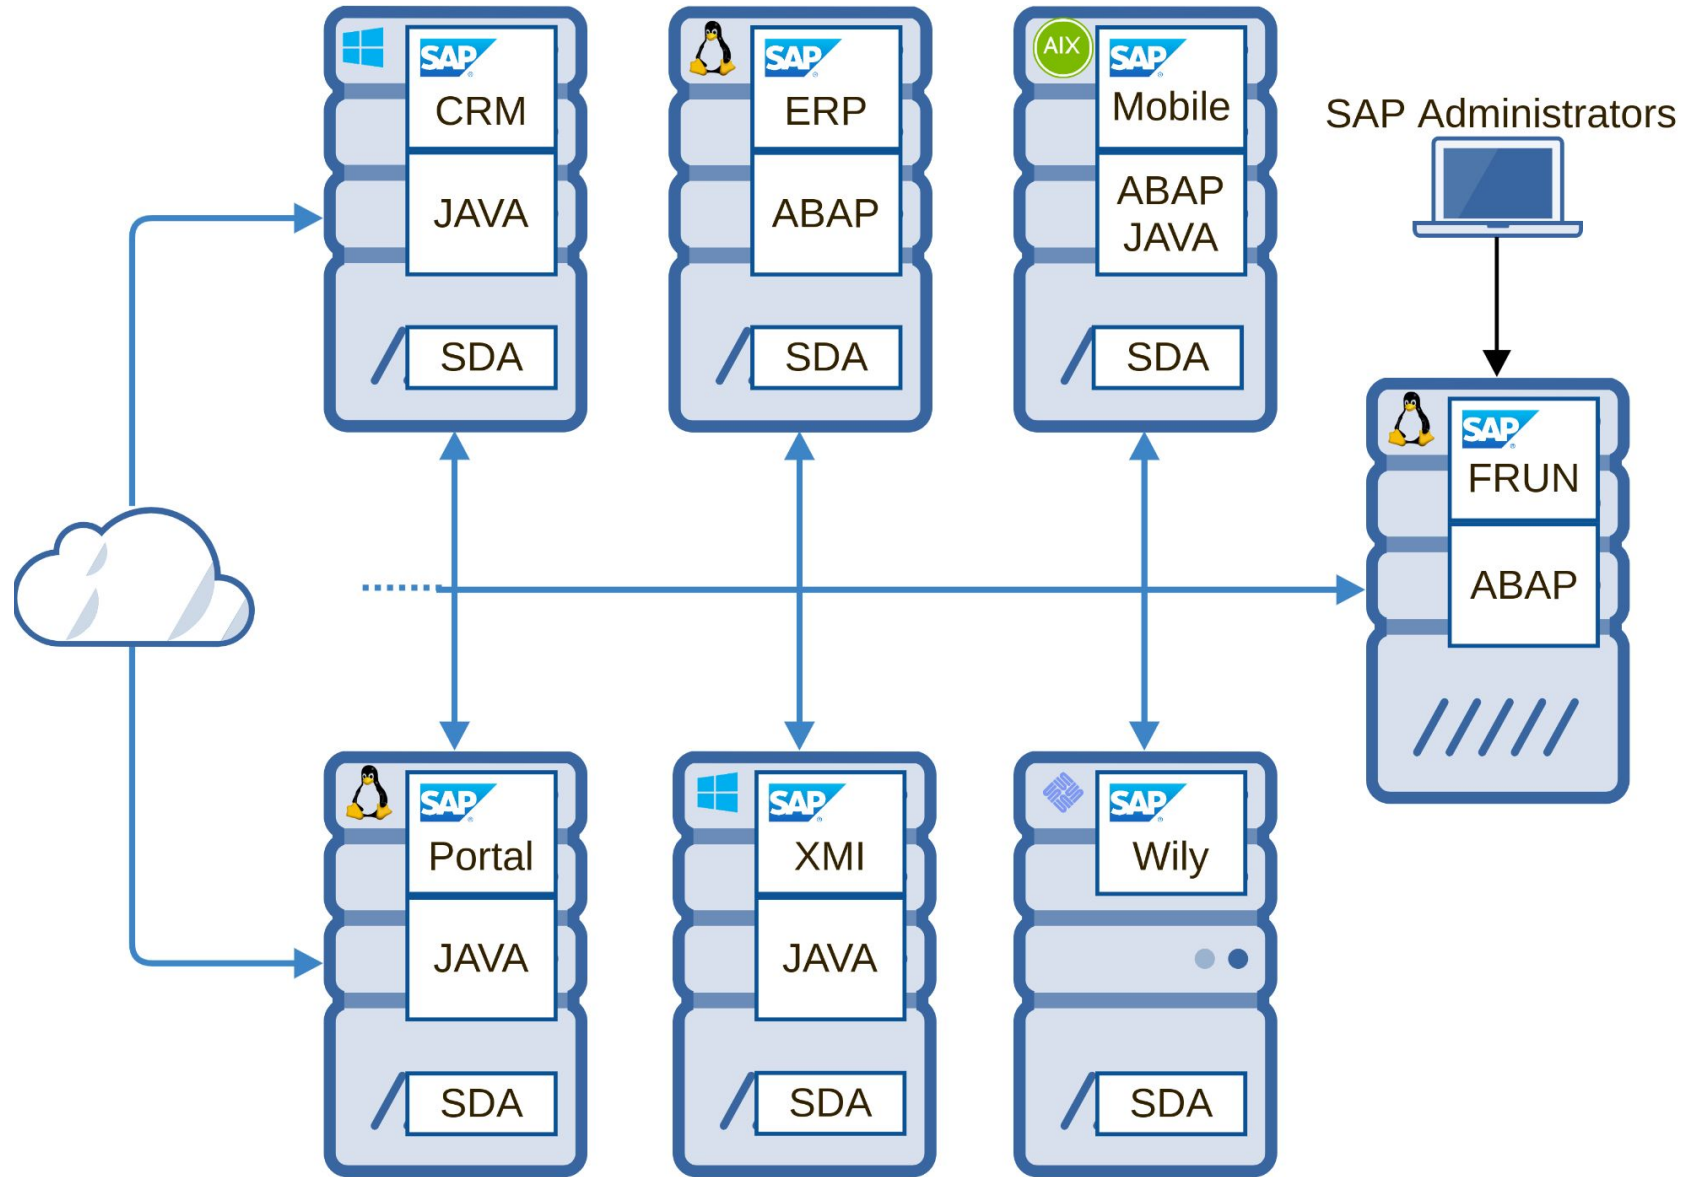 SAP
CRM
JAVA
SDA
SAP
ERP
ABAP
SDA
AIX
SAP
Mobile
ABAP
JAVA
SDA
SAP Administrators
SAP
FRUN
ABAP
SAP
Portal
JAVA
SDA
SAP
XMI
JAVA
SDA
SAP
Wily
SDA